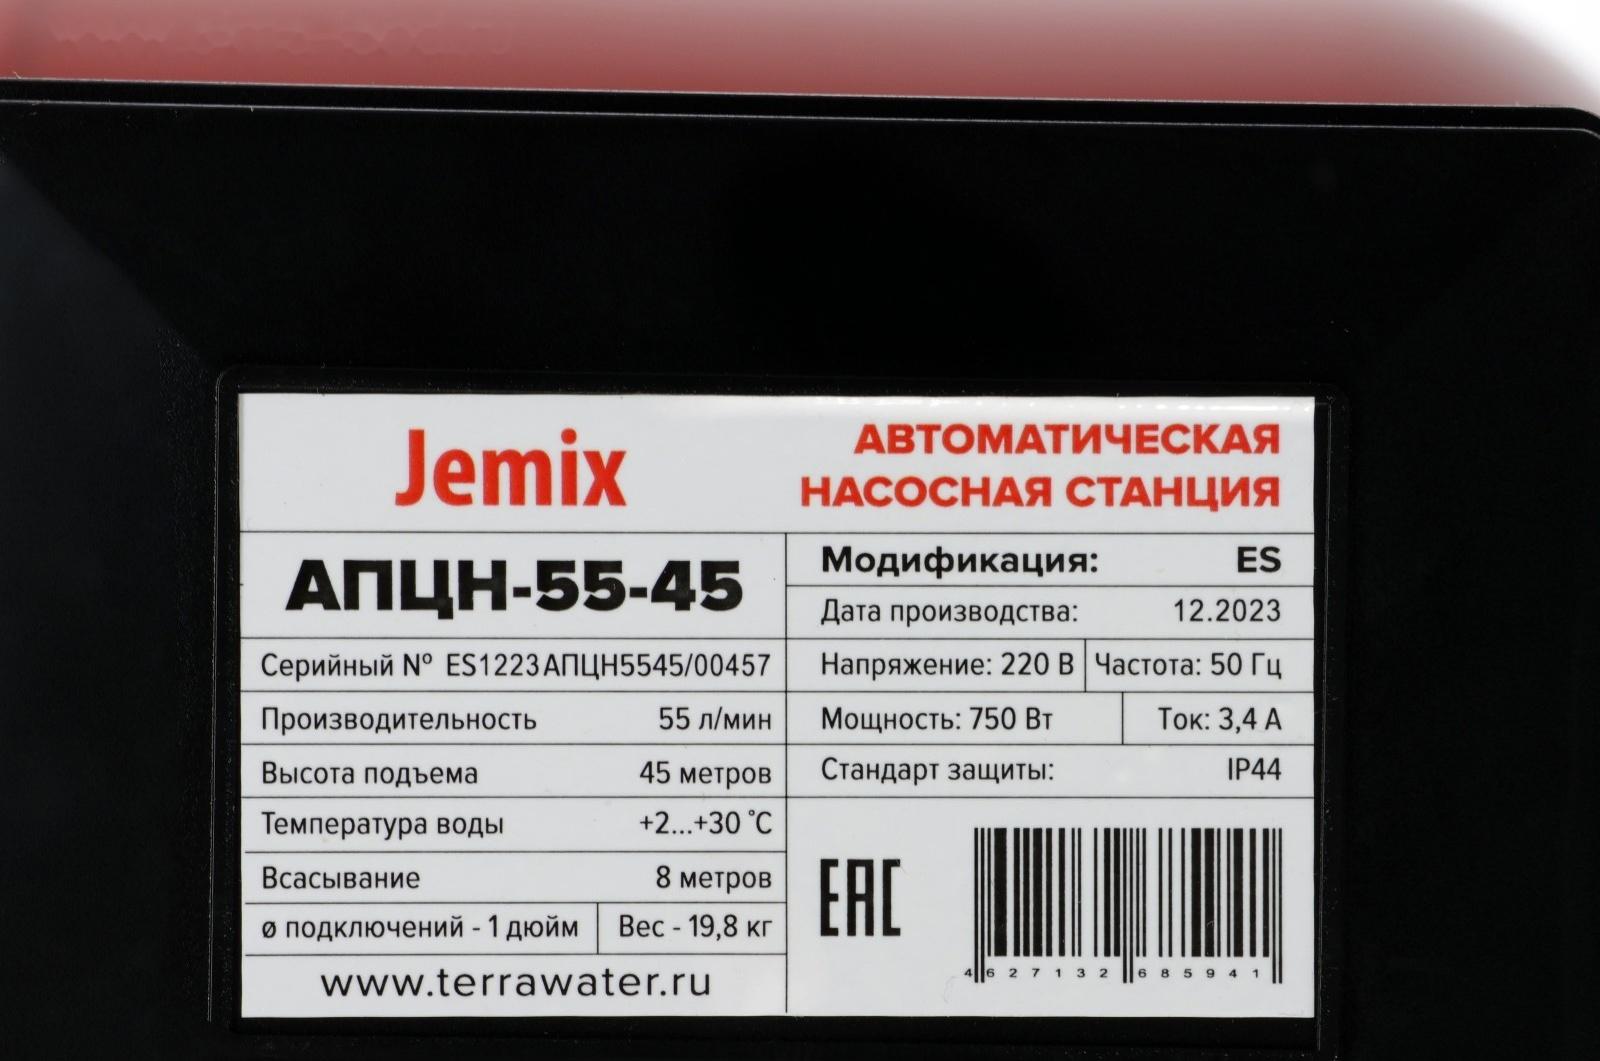 Jemix
АВТОМАТИЧЕСКАЯ
НАСОСНАЯ СТАНЦИЯ
АПЦН-55-45
Серийный № ES1223АПЦН5545/00457
Производительность 55 л/мин
Высота подъема 45 метров
Температура воды +2...+30 °C
Всасывание 8 метров
ø подключений - 1 дюйм Вес - 19,8 кг
www.terrawater.ru
Модификация: ES
Дата производства: 12.2023
Напряжение: 220 В Частота: 50 Гц
Мощность: 750 Вт Ток: 3,4 А
Стандарт защиты: IP44
EAC
4 627132 685941